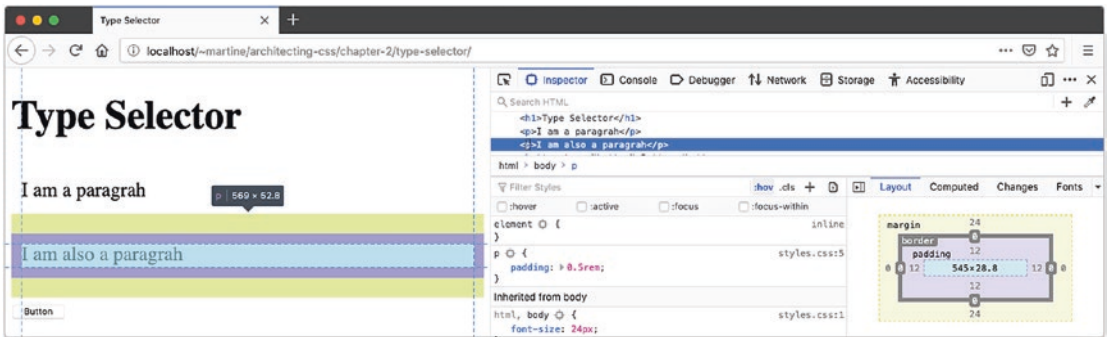 Type Selector × +
localhost/~martine/architecting-css/chapter-2/type-selector/
Type Selector
I am a paragrah
p 569 × 52.8
I am also a paragrah
Button
Inspector Console Debugger Network Storage Accessibility
Search HTML
<h1>Type Selector</h1>
<p>I am a paragrah</p>
<p>I am also a paragrah</p>
html > body > p
Filter Styles :hov .cls +
:hover :active :focus :focus-within
element { inline
}
p { styles.css:5
padding: 0.5rem;
}
Inherited from body
html, body { styles.css:1
font-size: 24px;
Layout Computed Changes Fonts
margin 24
border 0
padding 12
0 0 12 545×28.8 12 0 0
12
0
24